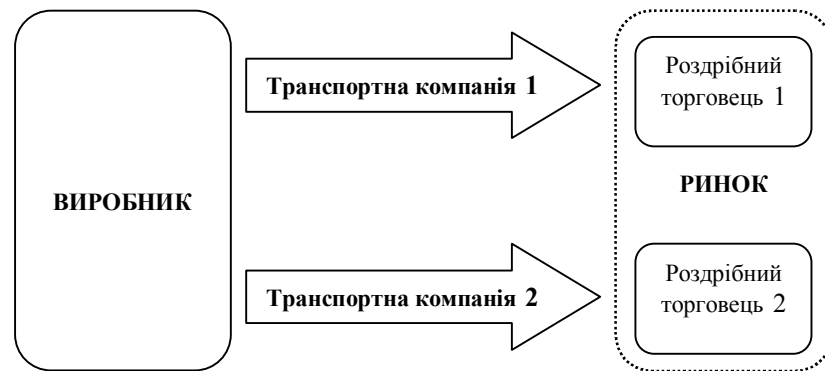 ВИРОБНИК
Транспортна компанія 1
Транспортна компанія 2
Роздрібний
торговець 1
РИНОК
Роздрібний
торговець 2